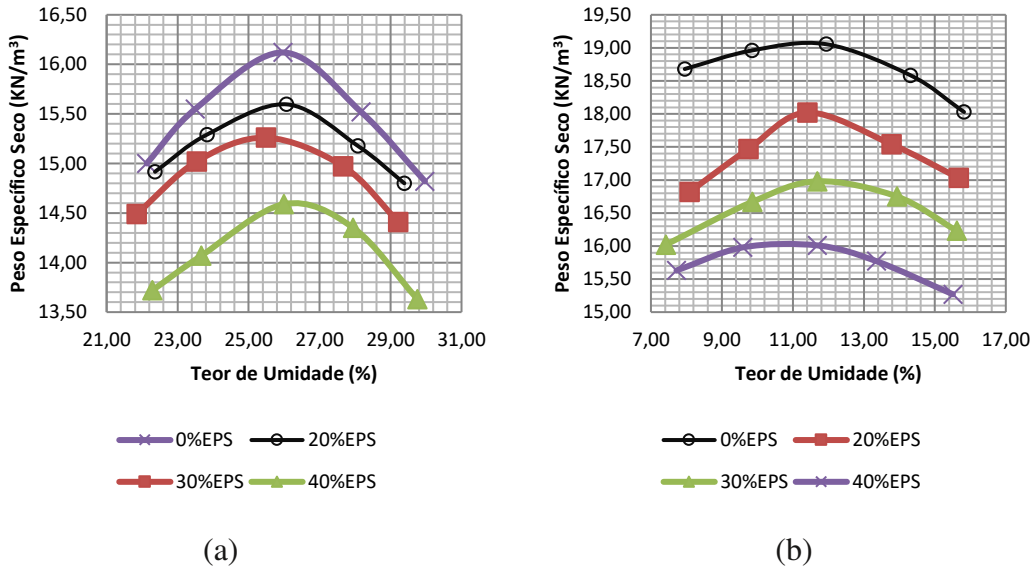 16,50
16,00
15,50
15,00
14,50
14,00
13,50
Peso Específico Seco (KN/m³)
21,00 23,00 25,00 27,00 29,00 31,00
Teor de Umidade (%)
0%EPS 20%EPS
30%EPS 40%EPS
(a)
19,50
19,00
18,50
18,00
17,50
17,00
16,50
16,00
15,50
15,00
Peso Específico Seco (KN/m³)
7,00 9,00 11,00 13,00 15,00 17,00
Teor de Umidade (%)
0%EPS 20%EPS
30%EPS 40%EPS
(b)